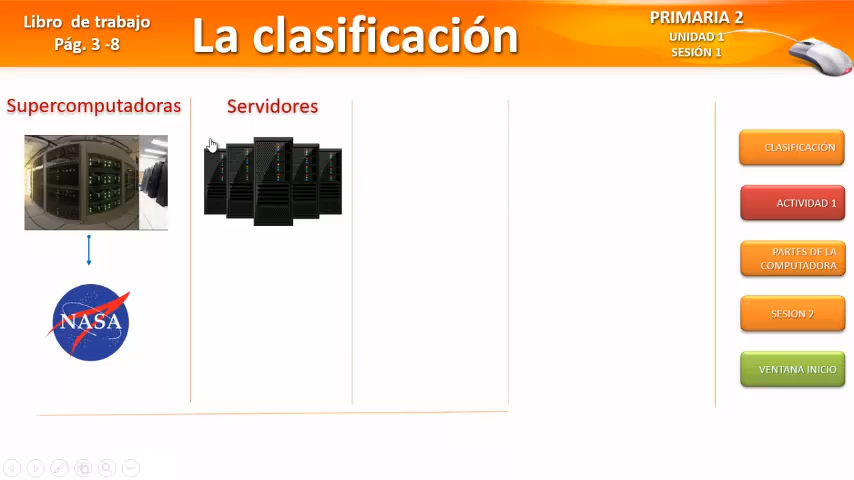 Libro de trabajo
Pág. 3 -8
La clasificación
PRIMARIA 2
UNIDAD 1
SESIÓN 1
Supercomputadoras
Servidores
NASA
CLASIFICACIÓN
ACTIVIDAD 1
PARTES DE LA
COMPUTADORA
SESION 2
VENTANA INICIO